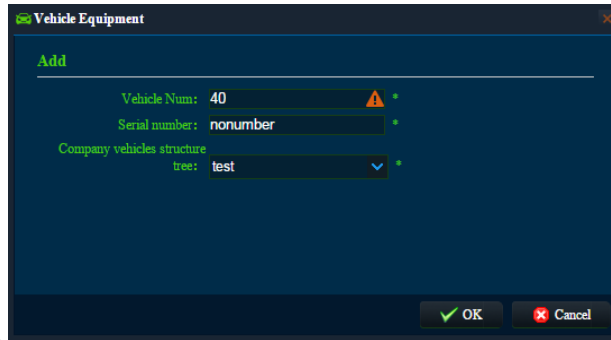 Vehicle Equipment
Add
Vehicle Num: 40 *
Serial number: nonumber *
Company vehicles structure
tree: test *
OK Cancel